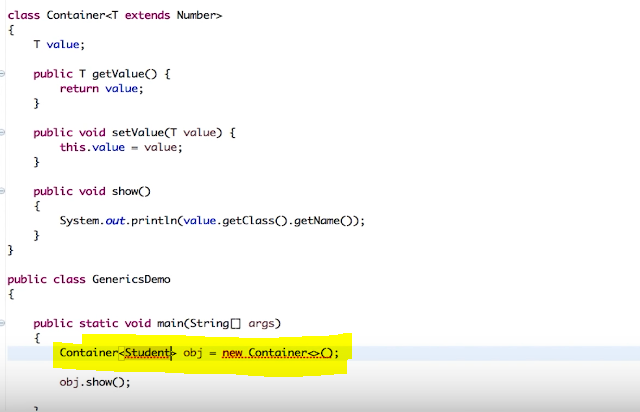 class Container<T extends Number>
{
T value;
public T getValue() {
return value;
}
public void setValue(T value) {
this.value = value;
}
public void show()
{
System.out.println(value.getClass().getName());
}
}
public class GenericsDemo
{
public static void main(String[] args)
{
Container<Student> obj = new Container<>();
obj.show();
}